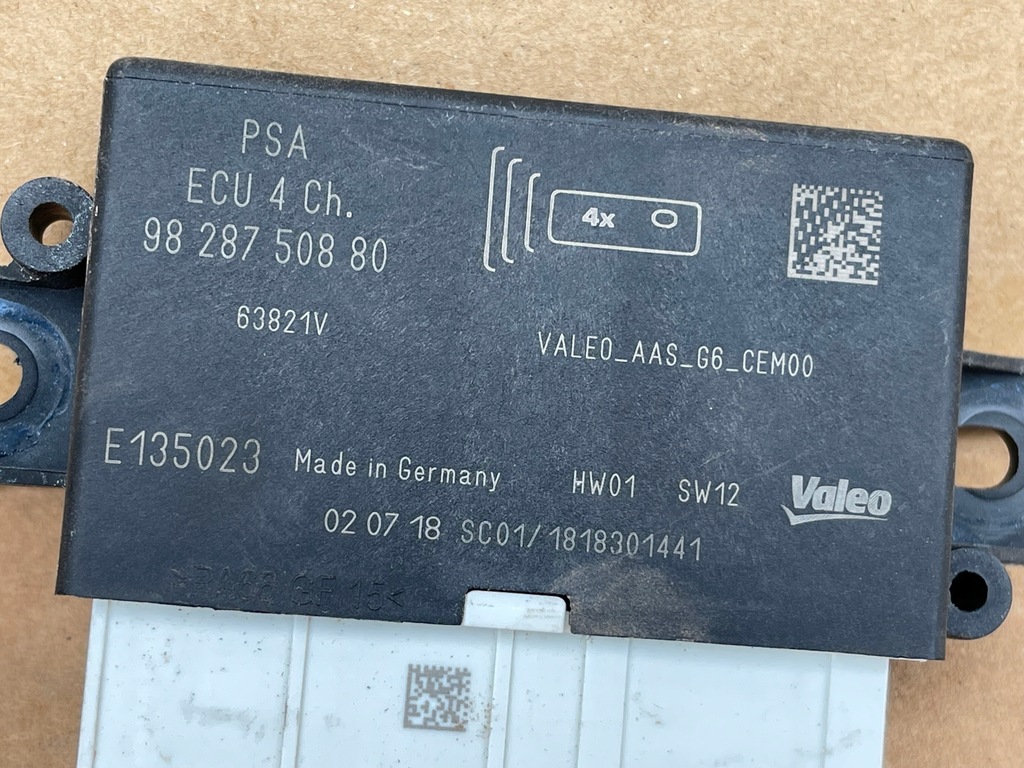 PSA
ECU 4 Ch.
98 287 508 80
4x
63821V
VALEO_AAS_G6_CEM00
E135023 Made in Germany HW01 SW12 Valeo
02 07 18 SC01/1818301441